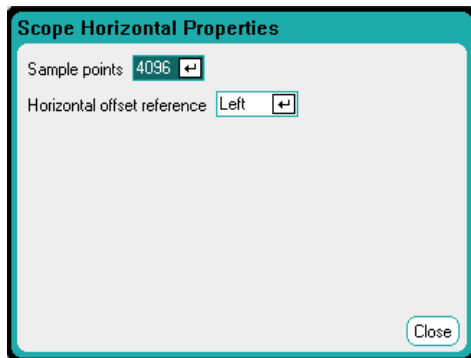 Scope Horizontal Properties
Sample points 4096
Horizontal offset reference Left
Close